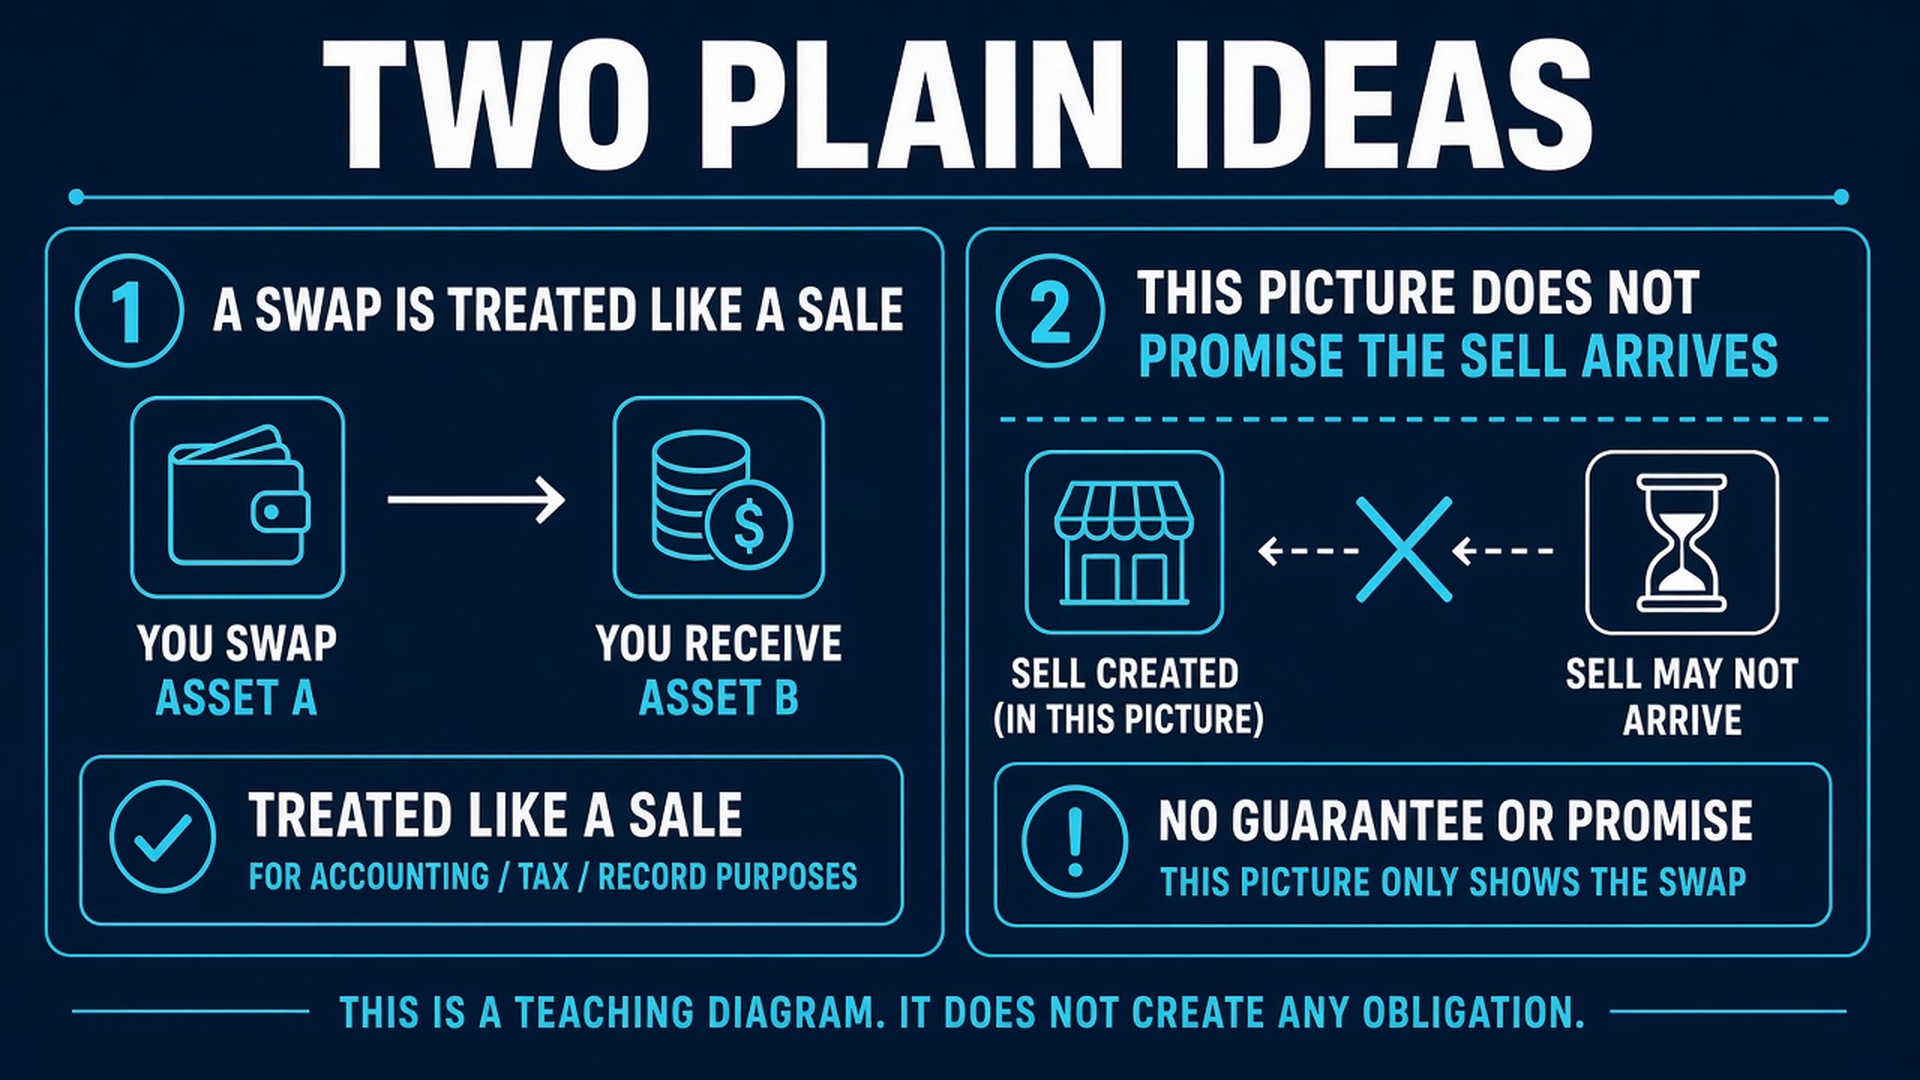 TWO PLAIN IDEAS
1
A SWAP IS TREATED LIKE A SALE
$
YOU SWAP
ASSET A
YOU RECEIVE
ASSET B
TREATED LIKE A SALE
FOR ACCOUNTING / TAX / RECORD PURPOSES
2
THIS PICTURE DOES NOT
PROMISE THE SELL ARRIVES
SELL CREATED
(IN THIS PICTURE)
SELL MAY NOT
ARRIVE
!
NO GUARANTEE OR PROMISE
THIS PICTURE ONLY SHOWS THE SWAP
THIS IS A TEACHING DIAGRAM. IT DOES NOT CREATE ANY OBLIGATION.